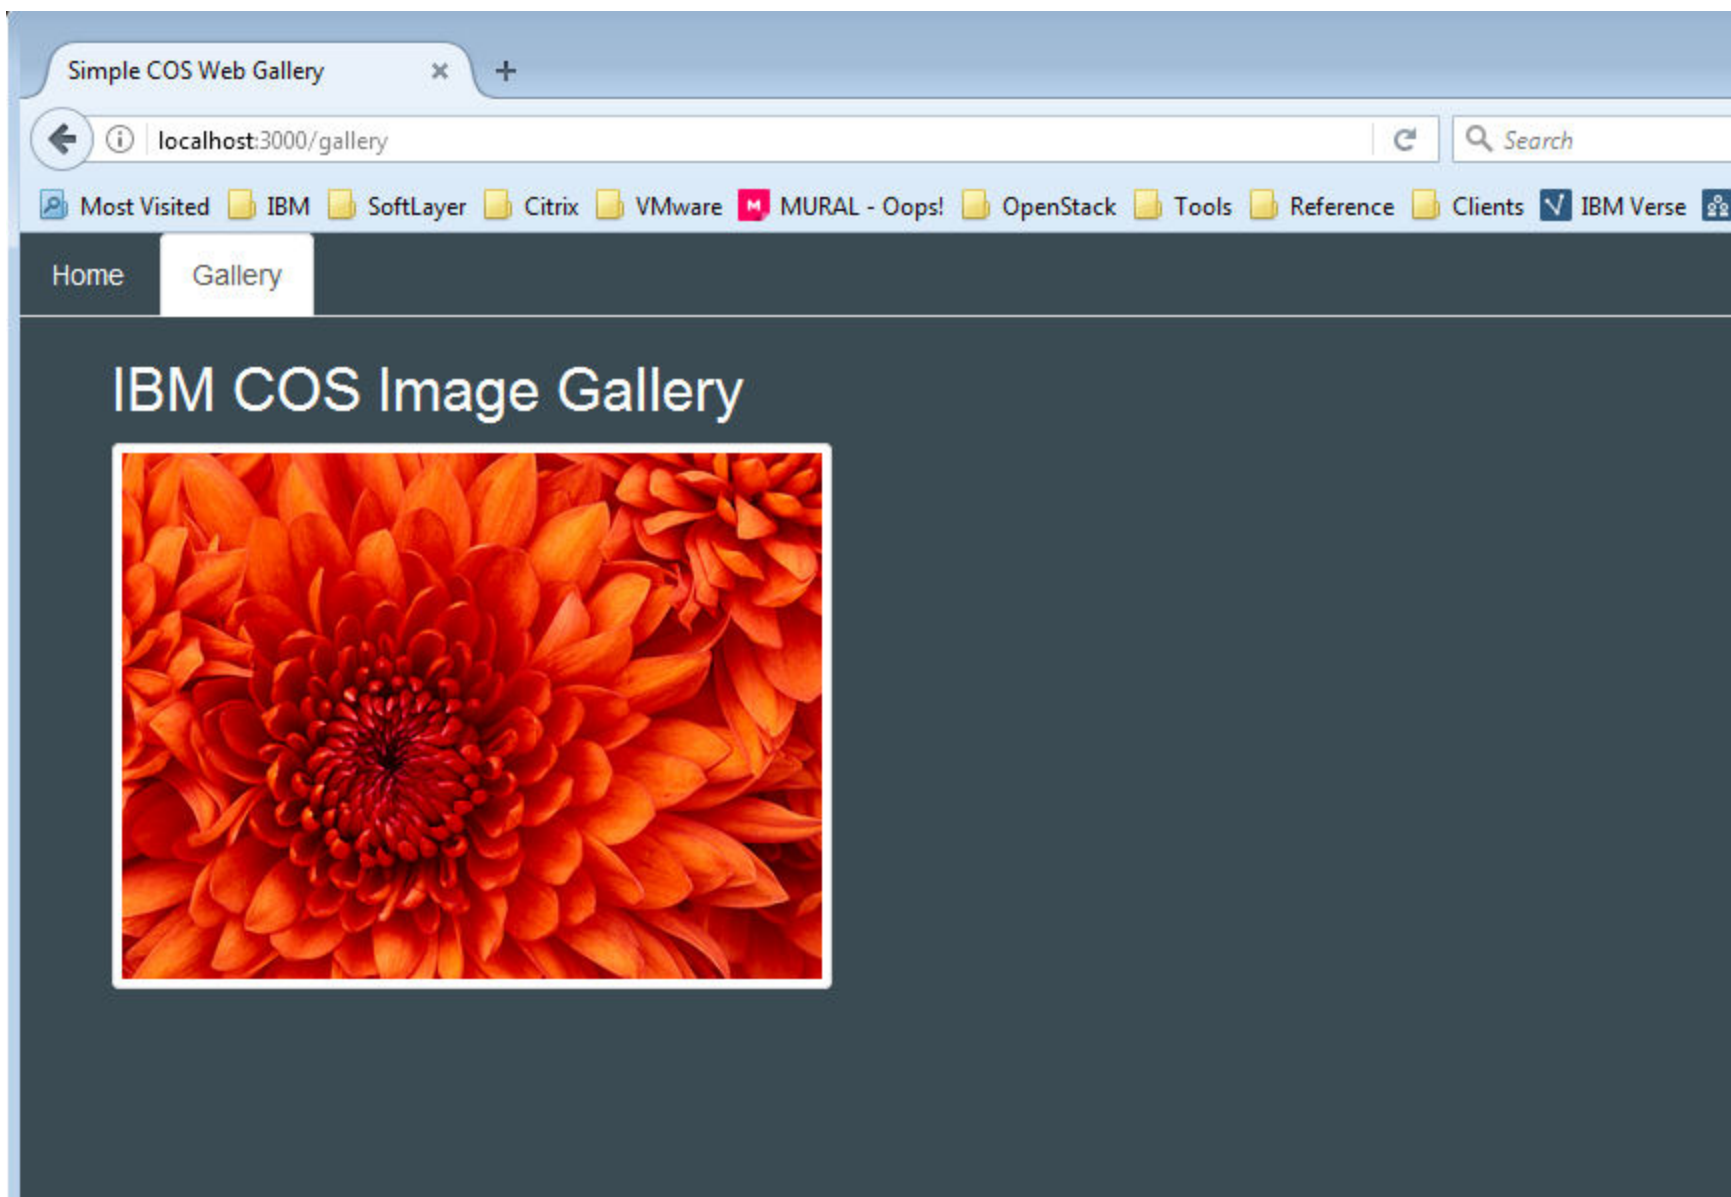 Simple COS Web Gallery
localhost:3000/gallery
Search
Most Visited IBM SoftLayer Citrix VMware MURAL - Oops! OpenStack Tools Reference Clients IBM Verse
Home Gallery
IBM COS Image Gallery